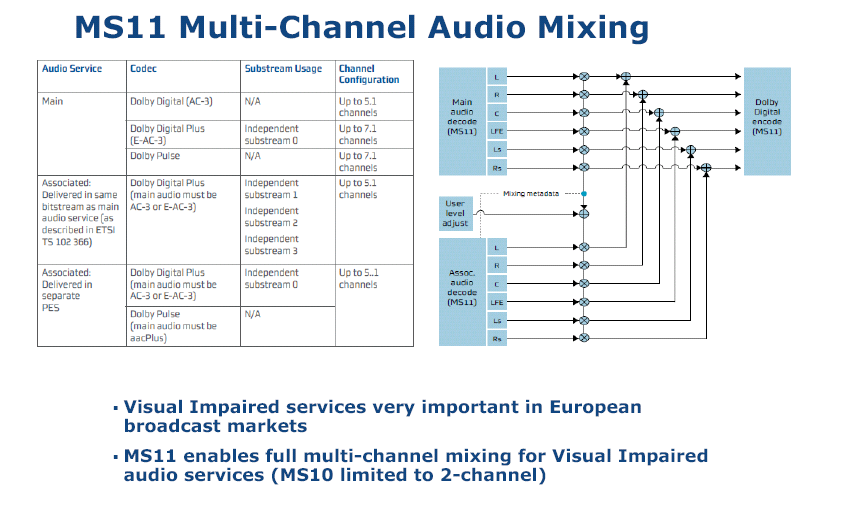 MS11 Multi-Channel Audio Mixing
Audio Service
Codec
Substream Usage
Channel
Configuration
Main
Dolby Digital (AC-3)
N/A
Up to 5.1
channels
Dolby Digital Plus
(E-AC-3)
Independent
substream 0
Up to 7.1
channels
Dolby Pulse
N/A
Up to 7.1
channels
Associated:
Delivered in same
bitstream as main
audio service (as
described in ETSI
TS 102 366)
Dolby Digital Plus
(main audio must be
AC-3 or E-AC-3)
Independent
substream 1
Independent
substream 2
Independent
substream 3
Up to 5.1
channels
Associated:
Delivered in
separate
PES
Dolby Digital Plus
(main audio must be
AC-3 or E-AC-3)
Independent
substream 0
Up to 5..1
channels
Dolby Pulse
(main audio must be
aacPlus)
N/A
Main
audio
decode
(MS11)
L
R
C
LFE
Ls
Rs
Dolby
Digital
encode
(MS11)
Mixing metadata
User
level
adjust
Assoc.
audio
decode
(MS11)
L
R
C
LFE
Ls
Rs
▪ Visual Impaired services very important in European
broadcast markets
▪ MS11 enables full multi-channel mixing for Visual Impaired
audio services (MS10 limited to 2-channel)